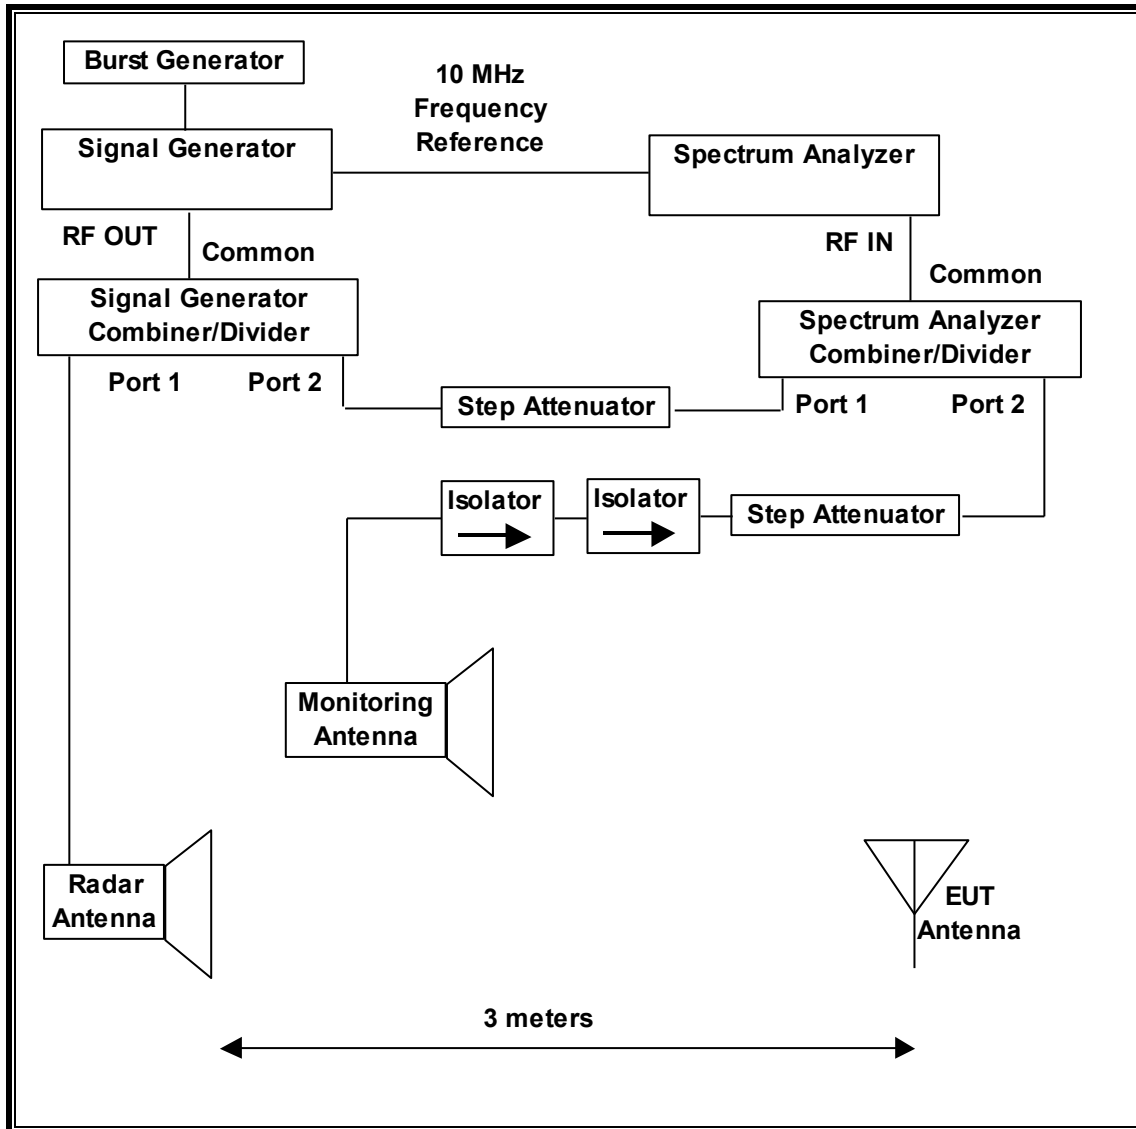 Burst Generator
10 MHz
Frequency
Reference
Signal Generator
Spectrum Analyzer
RF OUT
Common
RF IN
Common
Signal Generator
Combiner/Divider
Spectrum Analyzer
Combiner/Divider
Port 1
Port 2
Step Attenuator
Port 1
Port 2
Isolator
Isolator
Step Attenuator
Monitoring
Antenna
Radar
Antenna
EUT
Antenna
3 meters